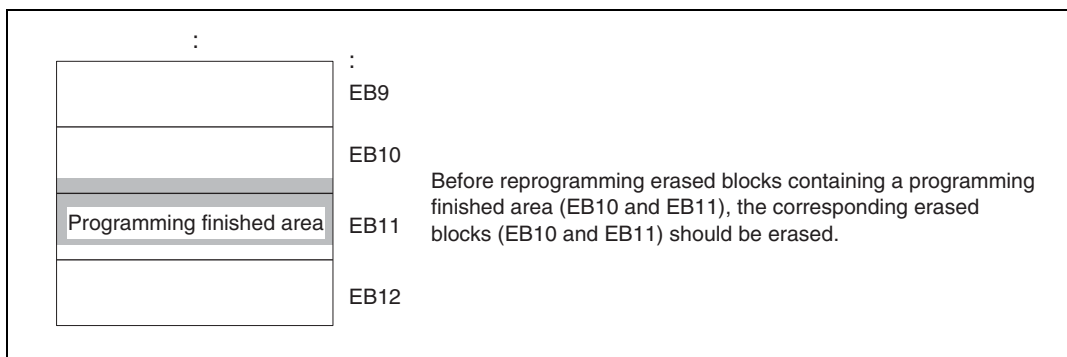 :
:
EB9
EB10
Programming finished area
EB11
EB12
Before reprogramming erased blocks containing a programming
finished area (EB10 and EB11), the corresponding erased
blocks (EB10 and EB11) should be erased.